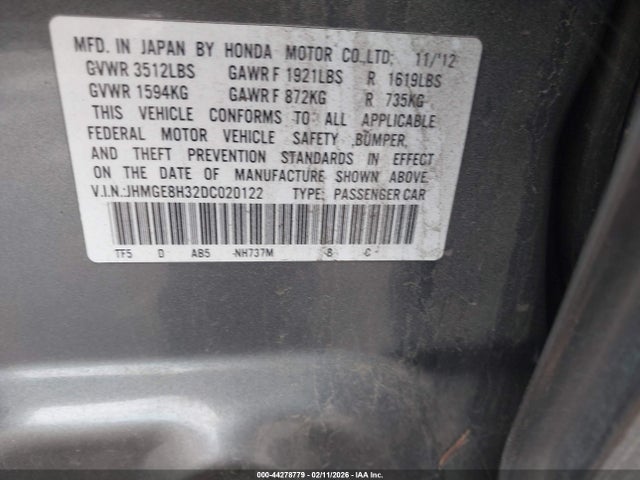 MFD. IN JAPAN BY HONDA MOTOR CO.,LTD; 11/'12
GVWR 3512LBS GAWR F 1921LBS R 1619LBS
GVWR 1594KG GAWR F 872KG R 735KG
THIS VEHICLE CONFORMS TO ALL APPLICABLE
FEDERAL MOTOR VEHICLE SAFETY ,BUMPER,
AND THEFT PREVENTION STANDARDS IN EFFECT
ON THE DATE OF MANUFACTURE SHOWN ABOVE.
V.I.N.:JHMGE8H32DC020122 TYPE: PASSENGER CAR
TF5 D AB5 -NH737M -8 -C -
000-44278779 - 02/11/2026 - IAA Inc.